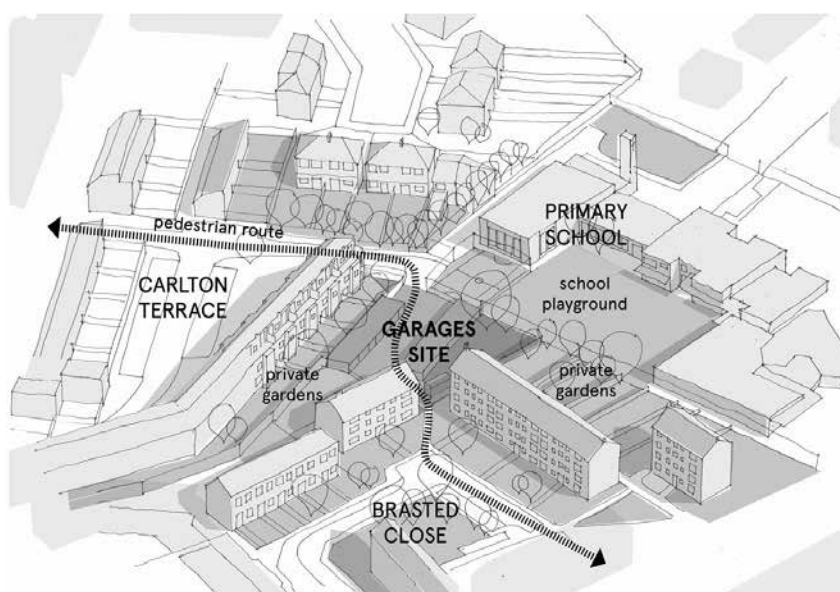 pedestrian route
CARLTON
TERRACE
PRIMARY
SCHOOL
school
playground
GARAGES
SITE
private
gardens
private
gardens
BRASTED
CLOSE